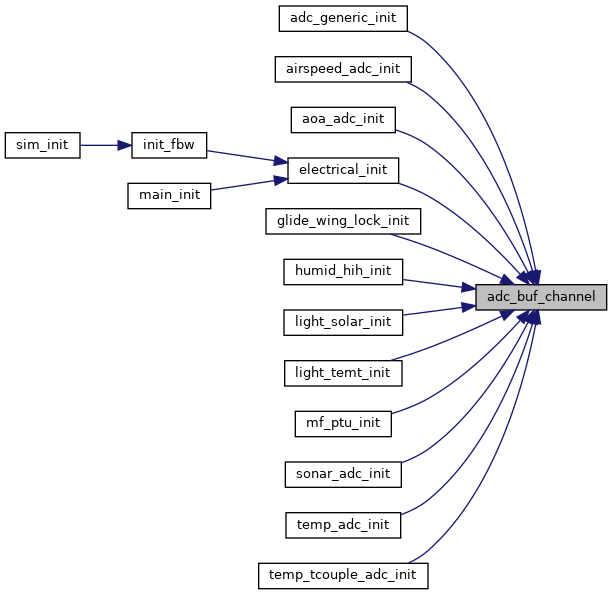 adc_generic_init
airspeed_adc_init
aoa_adc_init
sim_init
init_fbw
electrical_init
main_init
glide_wing_lock_init
humid_hih_init
adc_buf_channel
light_solar_init
light_temt_init
mf_ptu_init
sonar_adc_init
temp_adc_init
temp_tcouple_adc_init